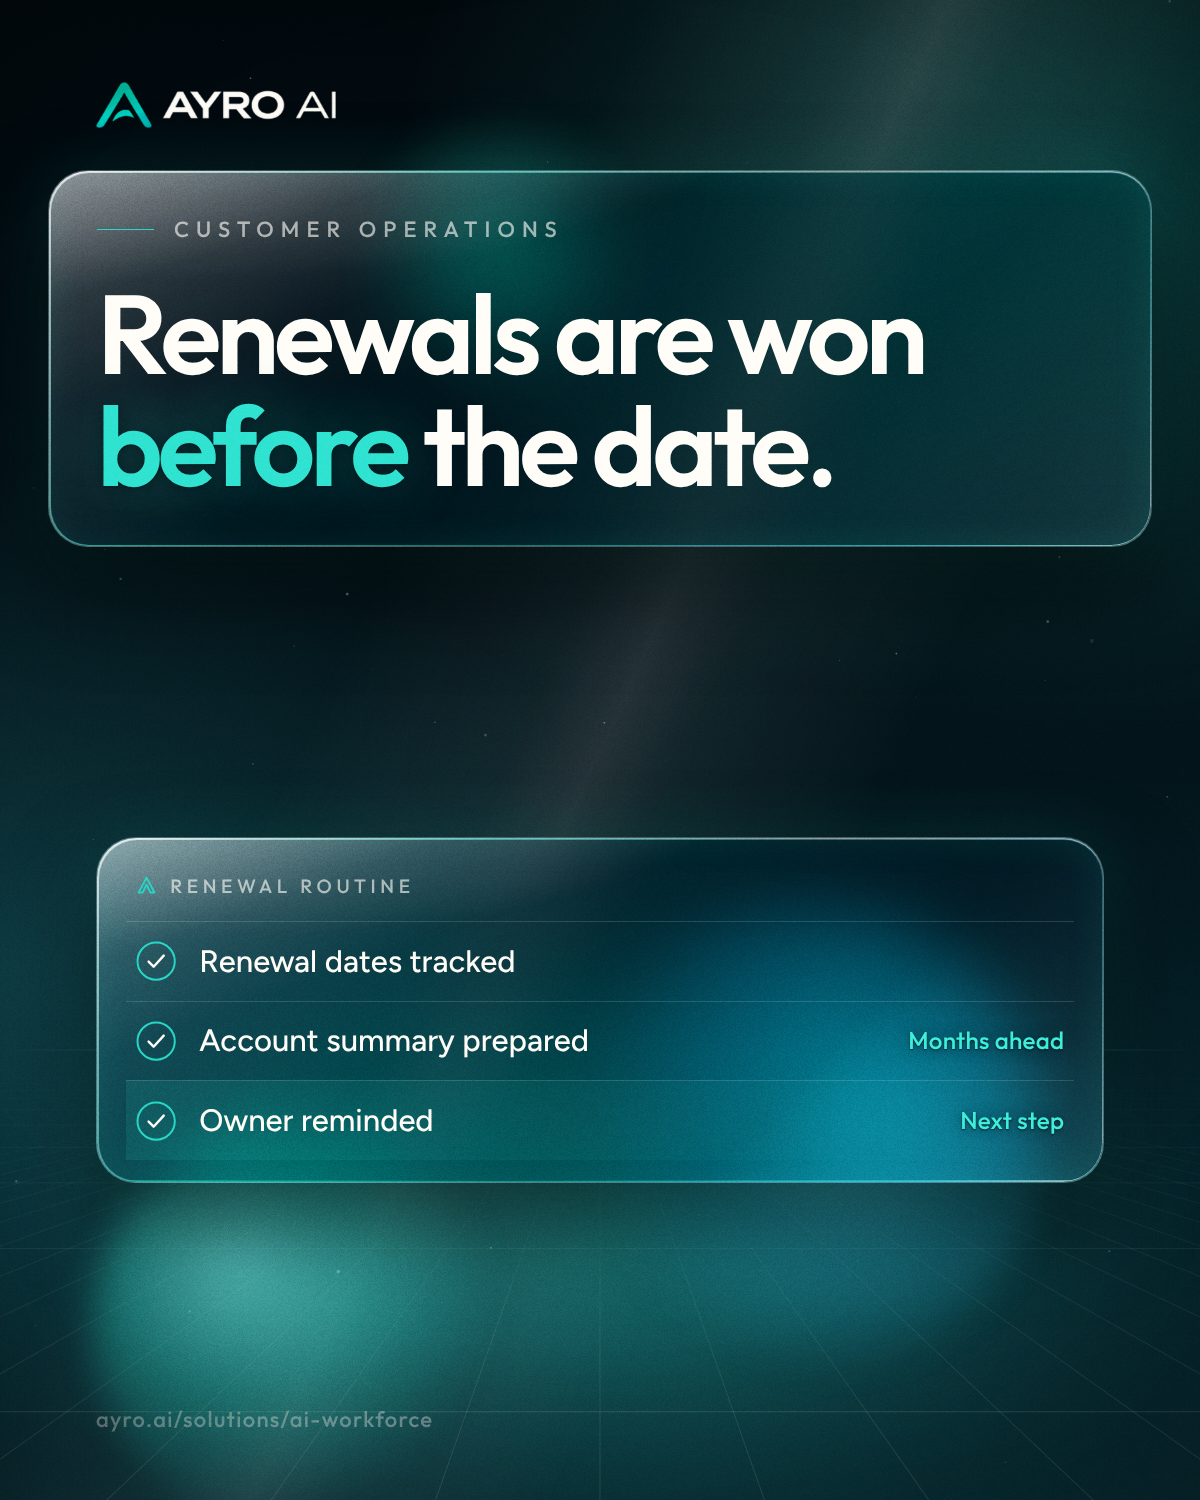 AYRO AI
CUSTOMER OPERATIONS
Renewals are won
before the date.
RENEWAL ROUTINE
Renewal dates tracked
Account summary prepared
Months ahead
Owner reminded
Next step
ayro.ai/solutions/ai-workforce